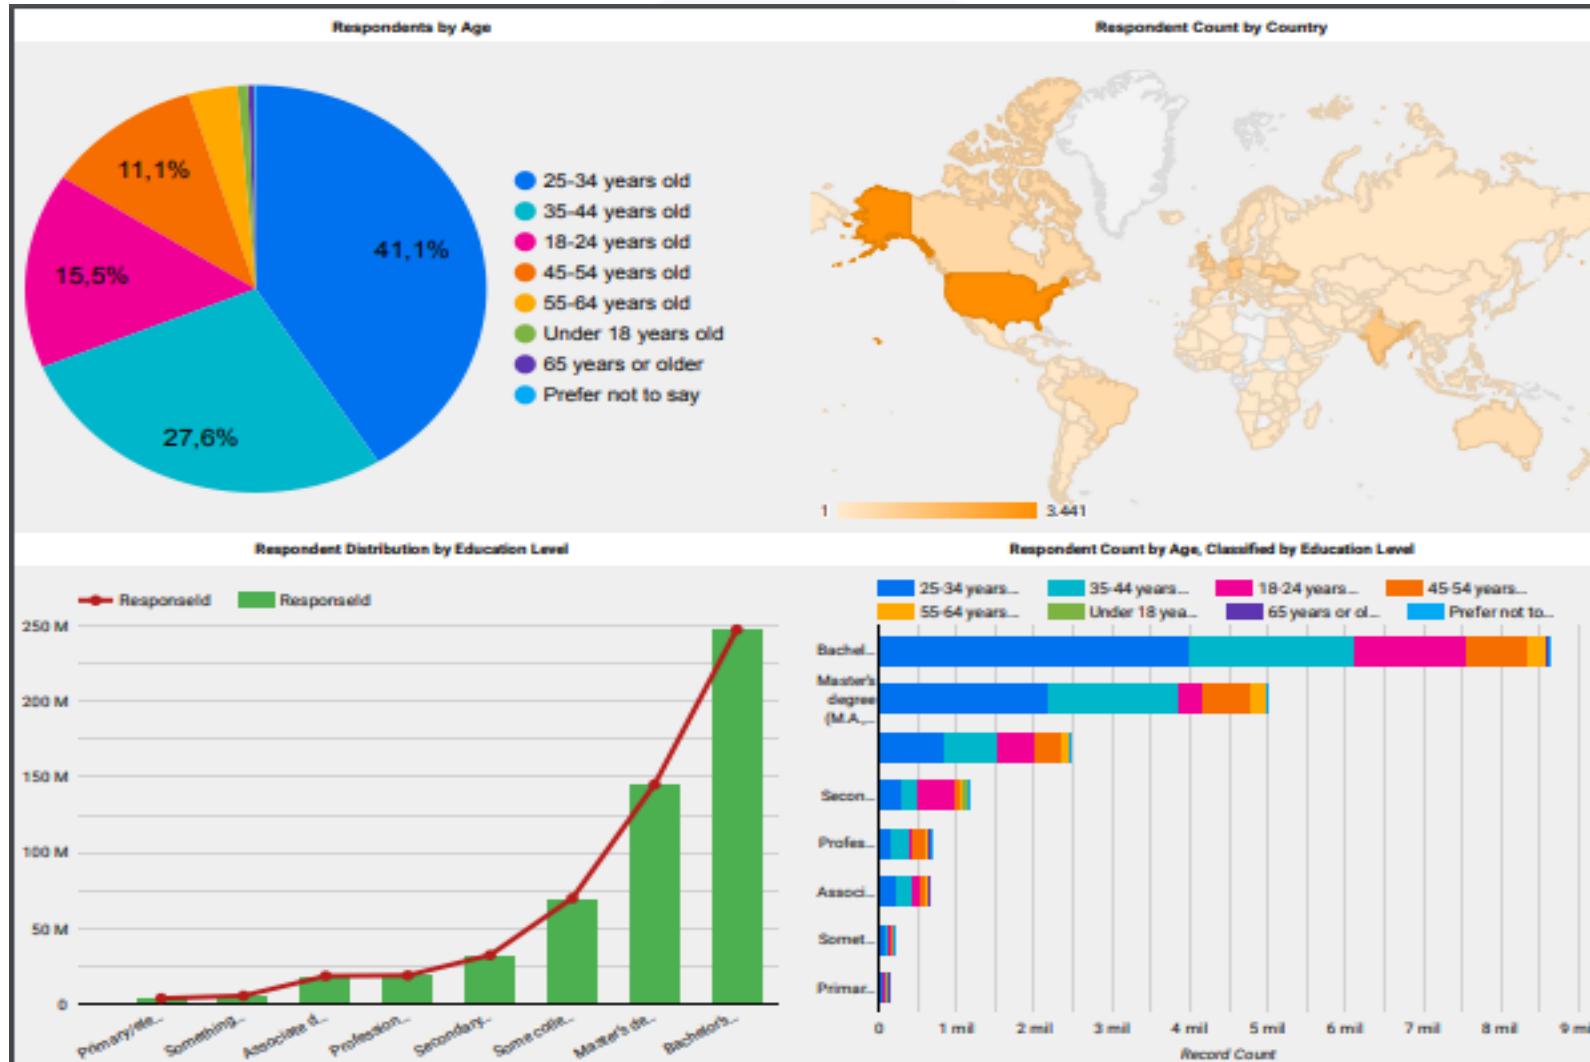 Respondents by Age
41,1%
27,6%
15,5%
11,1%
25-34 years old
35-44 years old
18-24 years old
45-54 years old
55-64 years old
Under 18 years old
65 years or older
Prefer not to say
Respondent Count by Country
1 3.441
Respondent Distribution by Education Level
ResponseId ResponseId
250 M
200 M
150 M
100 M
50 M
0
Primary/ele...
Something...
Associate d...
Profession...
Secondary...
Some colle...
Master's de...
Bachelor's...
Respondent Count by Age, Classified by Education Level
25-34 years... 35-44 years... 18-24 years... 45-54 years...
55-64 years... Under 18 yea... 65 years or ol... Prefer not to...
Bachel...
Master's
degree
(M.A.,...
Secon...
Profes...
Associ...
Somet...
Primar...
0 1 mil 2 mil 3 mil 4 mil 5 mil 6 mil 7 mil 8 mil 9 mil
Record Count